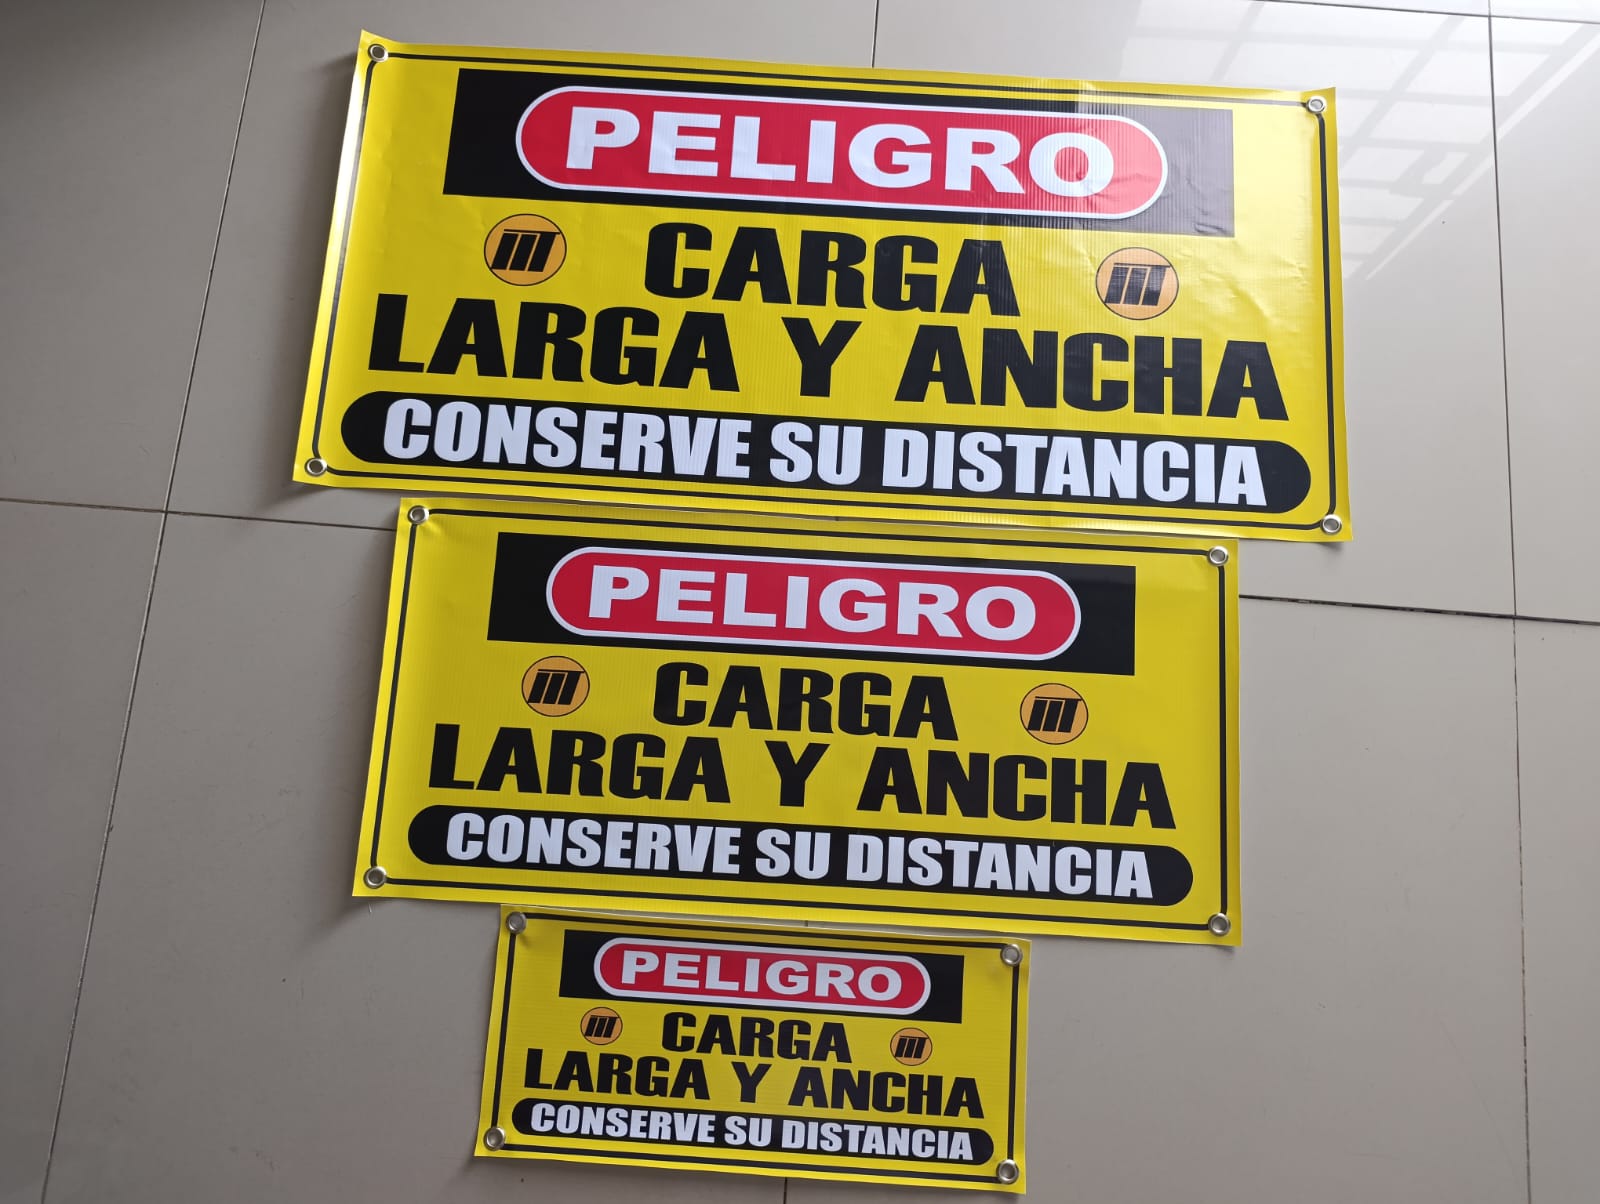 PELIGRO
CARGA
LARGA Y ANCHA
CONSERVE SU DISTANCIA
PELIGRO
CARGA
LARGA Y ANCHA
CONSERVE SU DISTANCIA
PELIGRO
CARGA
LARGA Y ANCHA
CONSERVE SU DISTANCIA